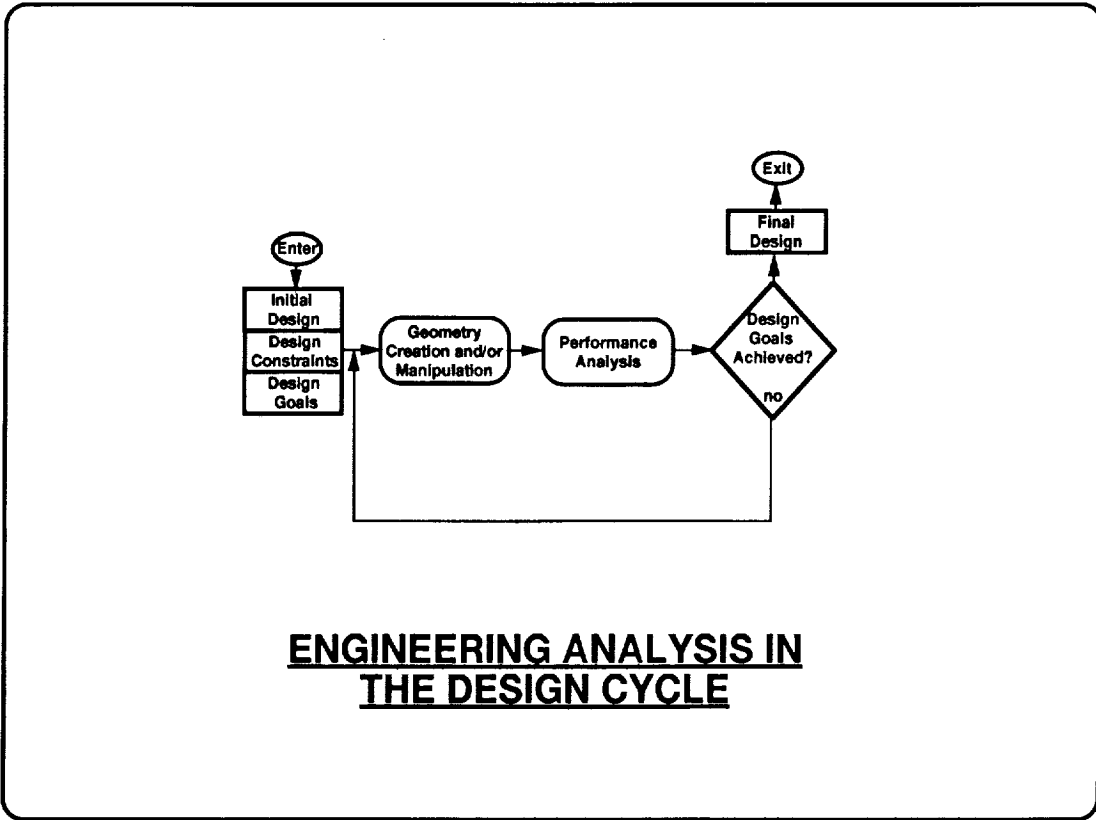 Enter
Initial
Design
Design
Constraints
Design
Goals
Geometry
Creation and/or
Manipulation
Performance
Analysis
Design
Goals
Achieved?
no
Final
Design
Exit
ENGINEERING ANALYSIS IN
THE DESIGN CYCLE